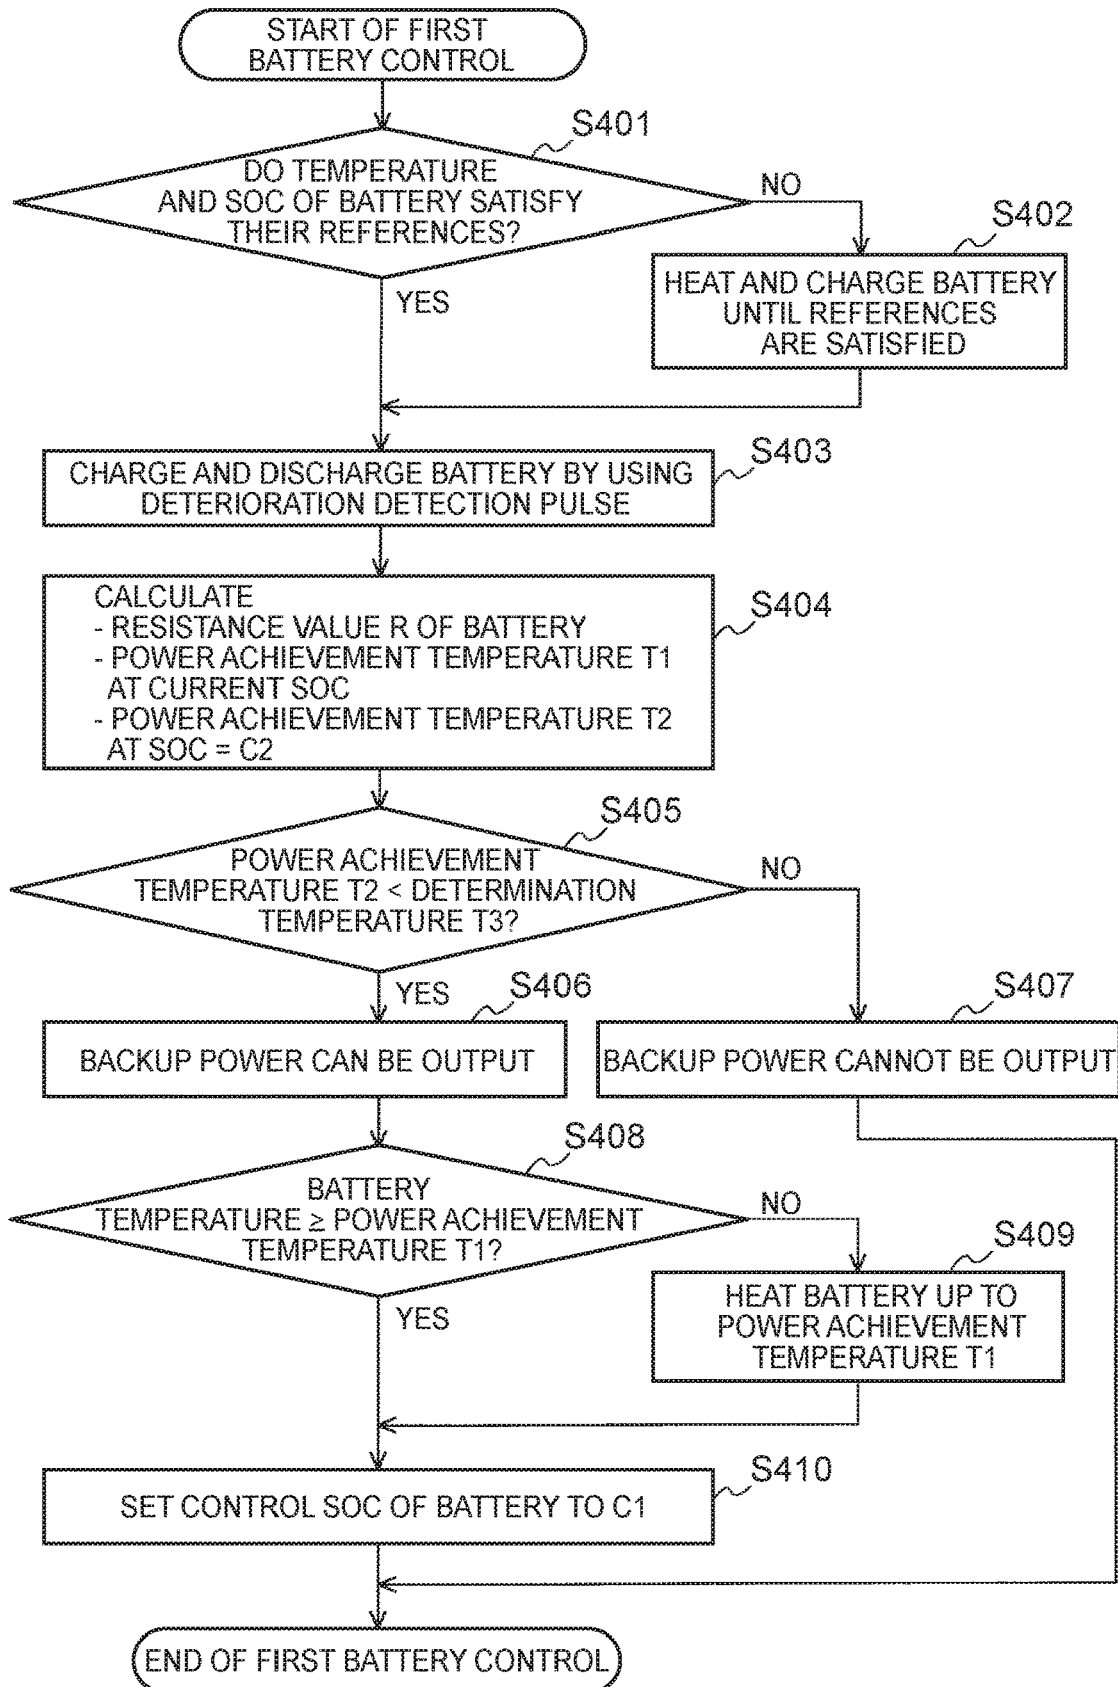 START OF FIRST
BATTERY CONTROL
S401
DO TEMPERATURE
AND SOC OF BATTERY SATISFY
THEIR REFERENCES?
NO
YES
S402
HEAT AND CHARGE BATTERY
UNTIL REFERENCES
ARE SATISFIED
S403
CHARGE AND DISCHARGE BATTERY BY USING
DETERIORATION DETECTION PULSE
S404
CALCULATE
- RESISTANCE VALUE R OF BATTERY
- POWER ACHIEVEMENT TEMPERATURE T1
AT CURRENT SOC
- POWER ACHIEVEMENT TEMPERATURE T2
AT SOC = C2
S405
POWER ACHIEVEMENT
TEMPERATURE T2 < DETERMINATION
TEMPERATURE T3?
NO
YES
S406
BACKUP POWER CAN BE OUTPUT
S407
BACKUP POWER CANNOT BE OUTPUT
S408
BATTERY
TEMPERATURE ≥ POWER ACHIEVEMENT
TEMPERATURE T1?
NO
YES
S409
HEAT BATTERY UP TO
POWER ACHIEVEMENT
TEMPERATURE T1
S410
SET CONTROL SOC OF BATTERY TO C1
END OF FIRST BATTERY CONTROL